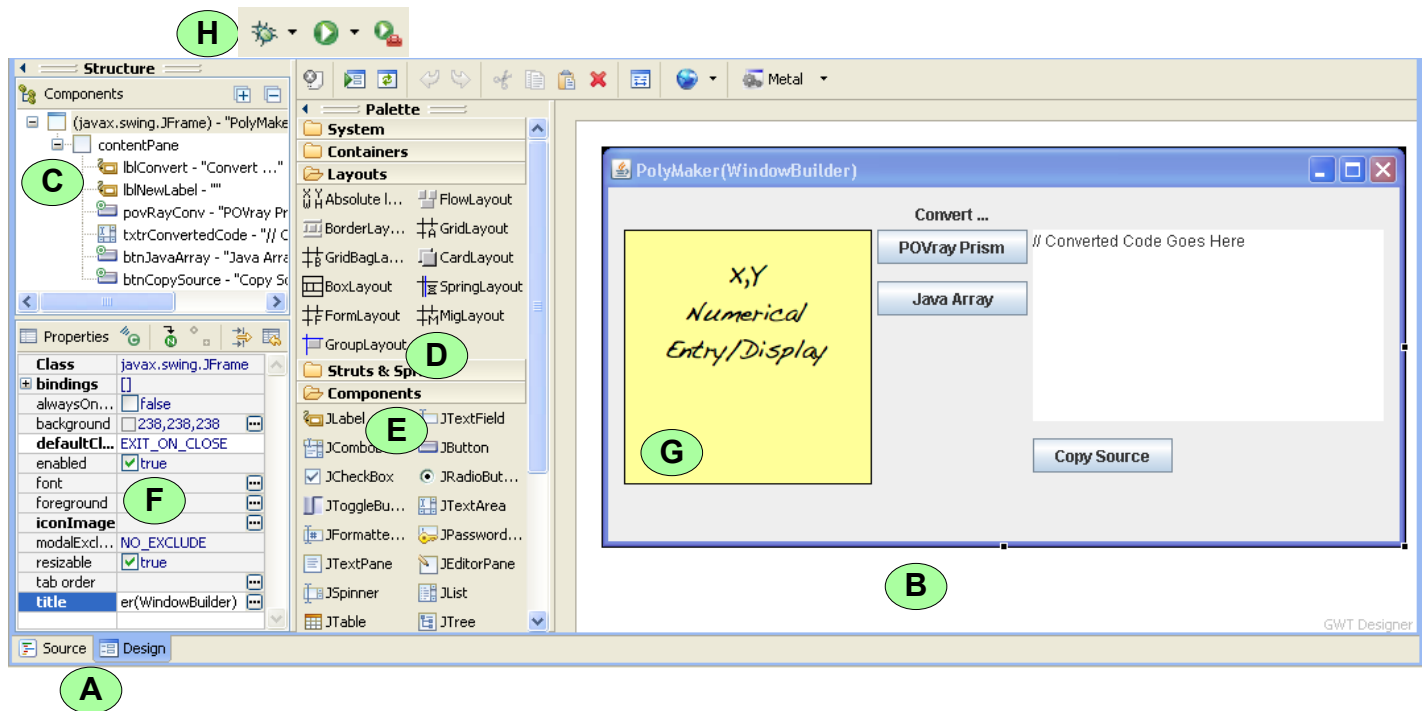 H
Structure
Components
(javax.swing.JFrame) - "PolyMake
contentPane
C
lblConvert - "Convert ..."
lblNewLabel - ""
povRayConv - "POVray Pr
txtrConvertedCode - "// C
btnJavaArray - "Java Arra
btnCopySource - "Copy So
Properties
Class javax.swing.JFrame
bindings []
alwaysOn... false
background 238,238,238
defaultCl... EXIT_ON_CLOSE
enabled true
font
foreground
F
iconImage
modalExcl... NO_EXCLUDE
resizable true
tab order
title er(WindowBuilder)
Source Design
A
Metal
Palette
System
Containers
Layouts
Absolute l... FlowLayout
BorderLay... GridLayout
GridBagLa... CardLayout
BoxLayout SpringLayout
FormLayout MigLayout
GroupLayout
D
Struts & Sp
Components
JLabel JTextField
E
JCombo JButton
JCheckBox JRadioBut...
JToggleBu... JTextArea
JFormatte... JPassword...
JTextPane JEditorPane
JSpinner JList
JTable JTree
PolyMaker(WindowBuilder)
Convert ...
POVray Prism
Java Array
// Converted Code Goes Here
X,Y
Numerical
Entry/Display
G
Copy Source
B
GWT Designer